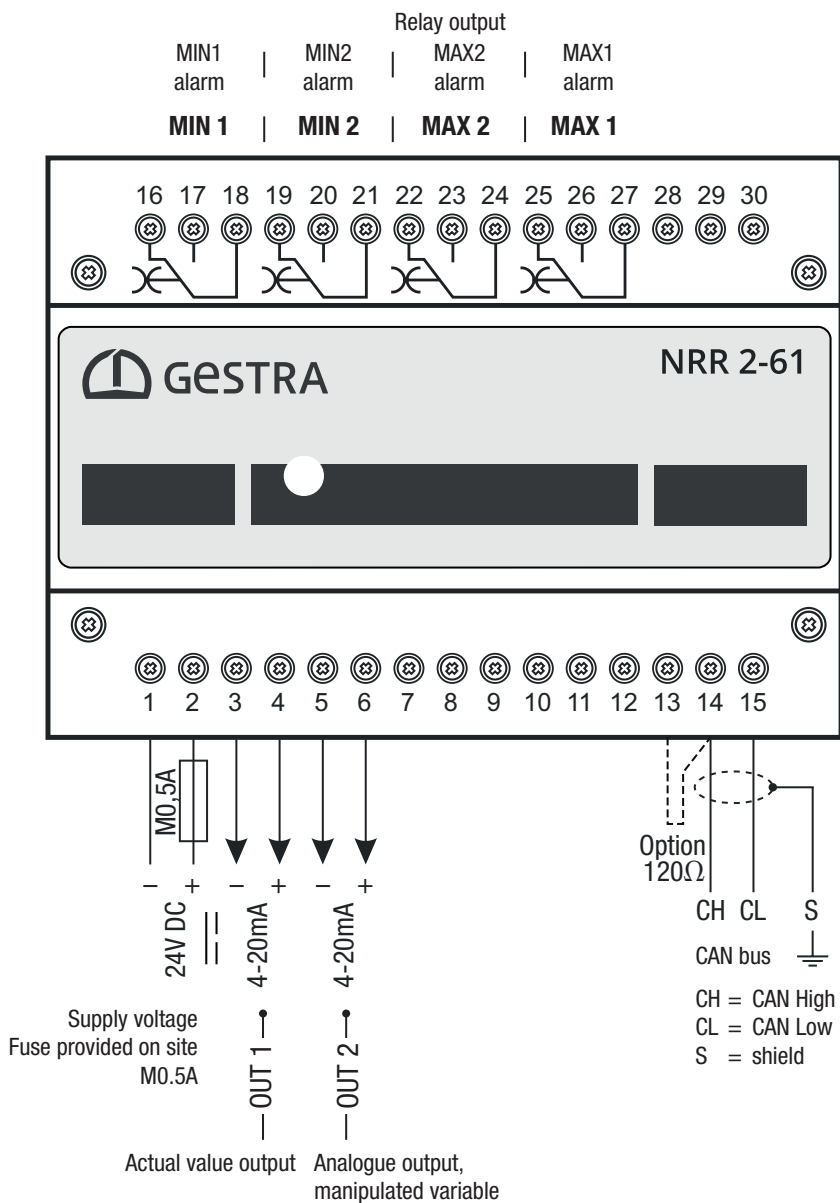 Relay output
MIN1 alarm | MIN2 alarm | MAX2 alarm | MAX1 alarm
MIN 1 | MIN 2 | MAX 2 | MAX 1
16 17 18 19 20 21 22 23 24 25 26 27 28 29 30
GESTRA
NRR 2-61
1 2 3 4 5 6 7 8 9 10 11 12 13 14 15
M0,5A
Option
120Ω
– + – + – +
24V DC
4-20mA
4-20mA
CH CL S
CAN bus
CH = CAN High
CL = CAN Low
S = shield
Supply voltage
Fuse provided on site
M0.5A
OUT 1
OUT 2
Actual value output
Analogue output,
manipulated variable